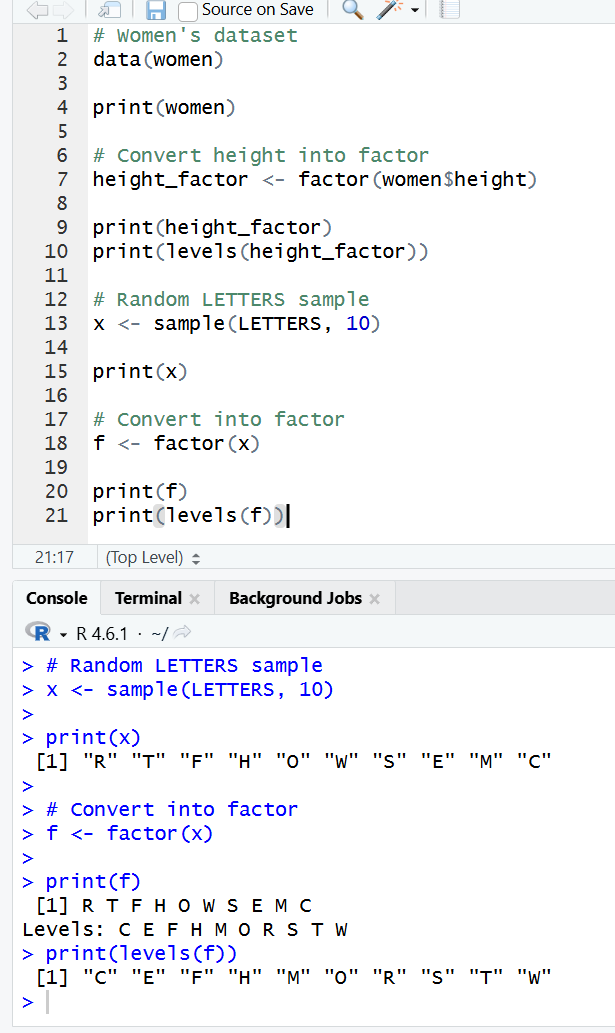 Source on Save
1 # Women's dataset
2 data(women)
3
4 print(women)
5
6 # Convert height into factor
7 height_factor <- factor(women$height)
8
9 print(height_factor)
10 print(levels(height_factor))
11
12 # Random LETTERS sample
13 x <- sample(LETTERS, 10)
14
15 print(x)
16
17 # Convert into factor
18 f <- factor(x)
19
20 print(f)
21 print(levels(f))
21:17 (Top Level)
Console Terminal Background Jobs
R R 4.6.1 · ~/
> # Random LETTERS sample
> x <- sample(LETTERS, 10)
>
> print(x)
[1] "R" "T" "F" "H" "O" "W" "S" "E" "M" "C"
>
> # Convert into factor
> f <- factor(x)
>
> print(f)
[1] R T F H O W S E M C
Levels: C E F H M O R S T W
> print(levels(f))
[1] "C" "E" "F" "H" "M" "O" "R" "S" "T" "W"
>